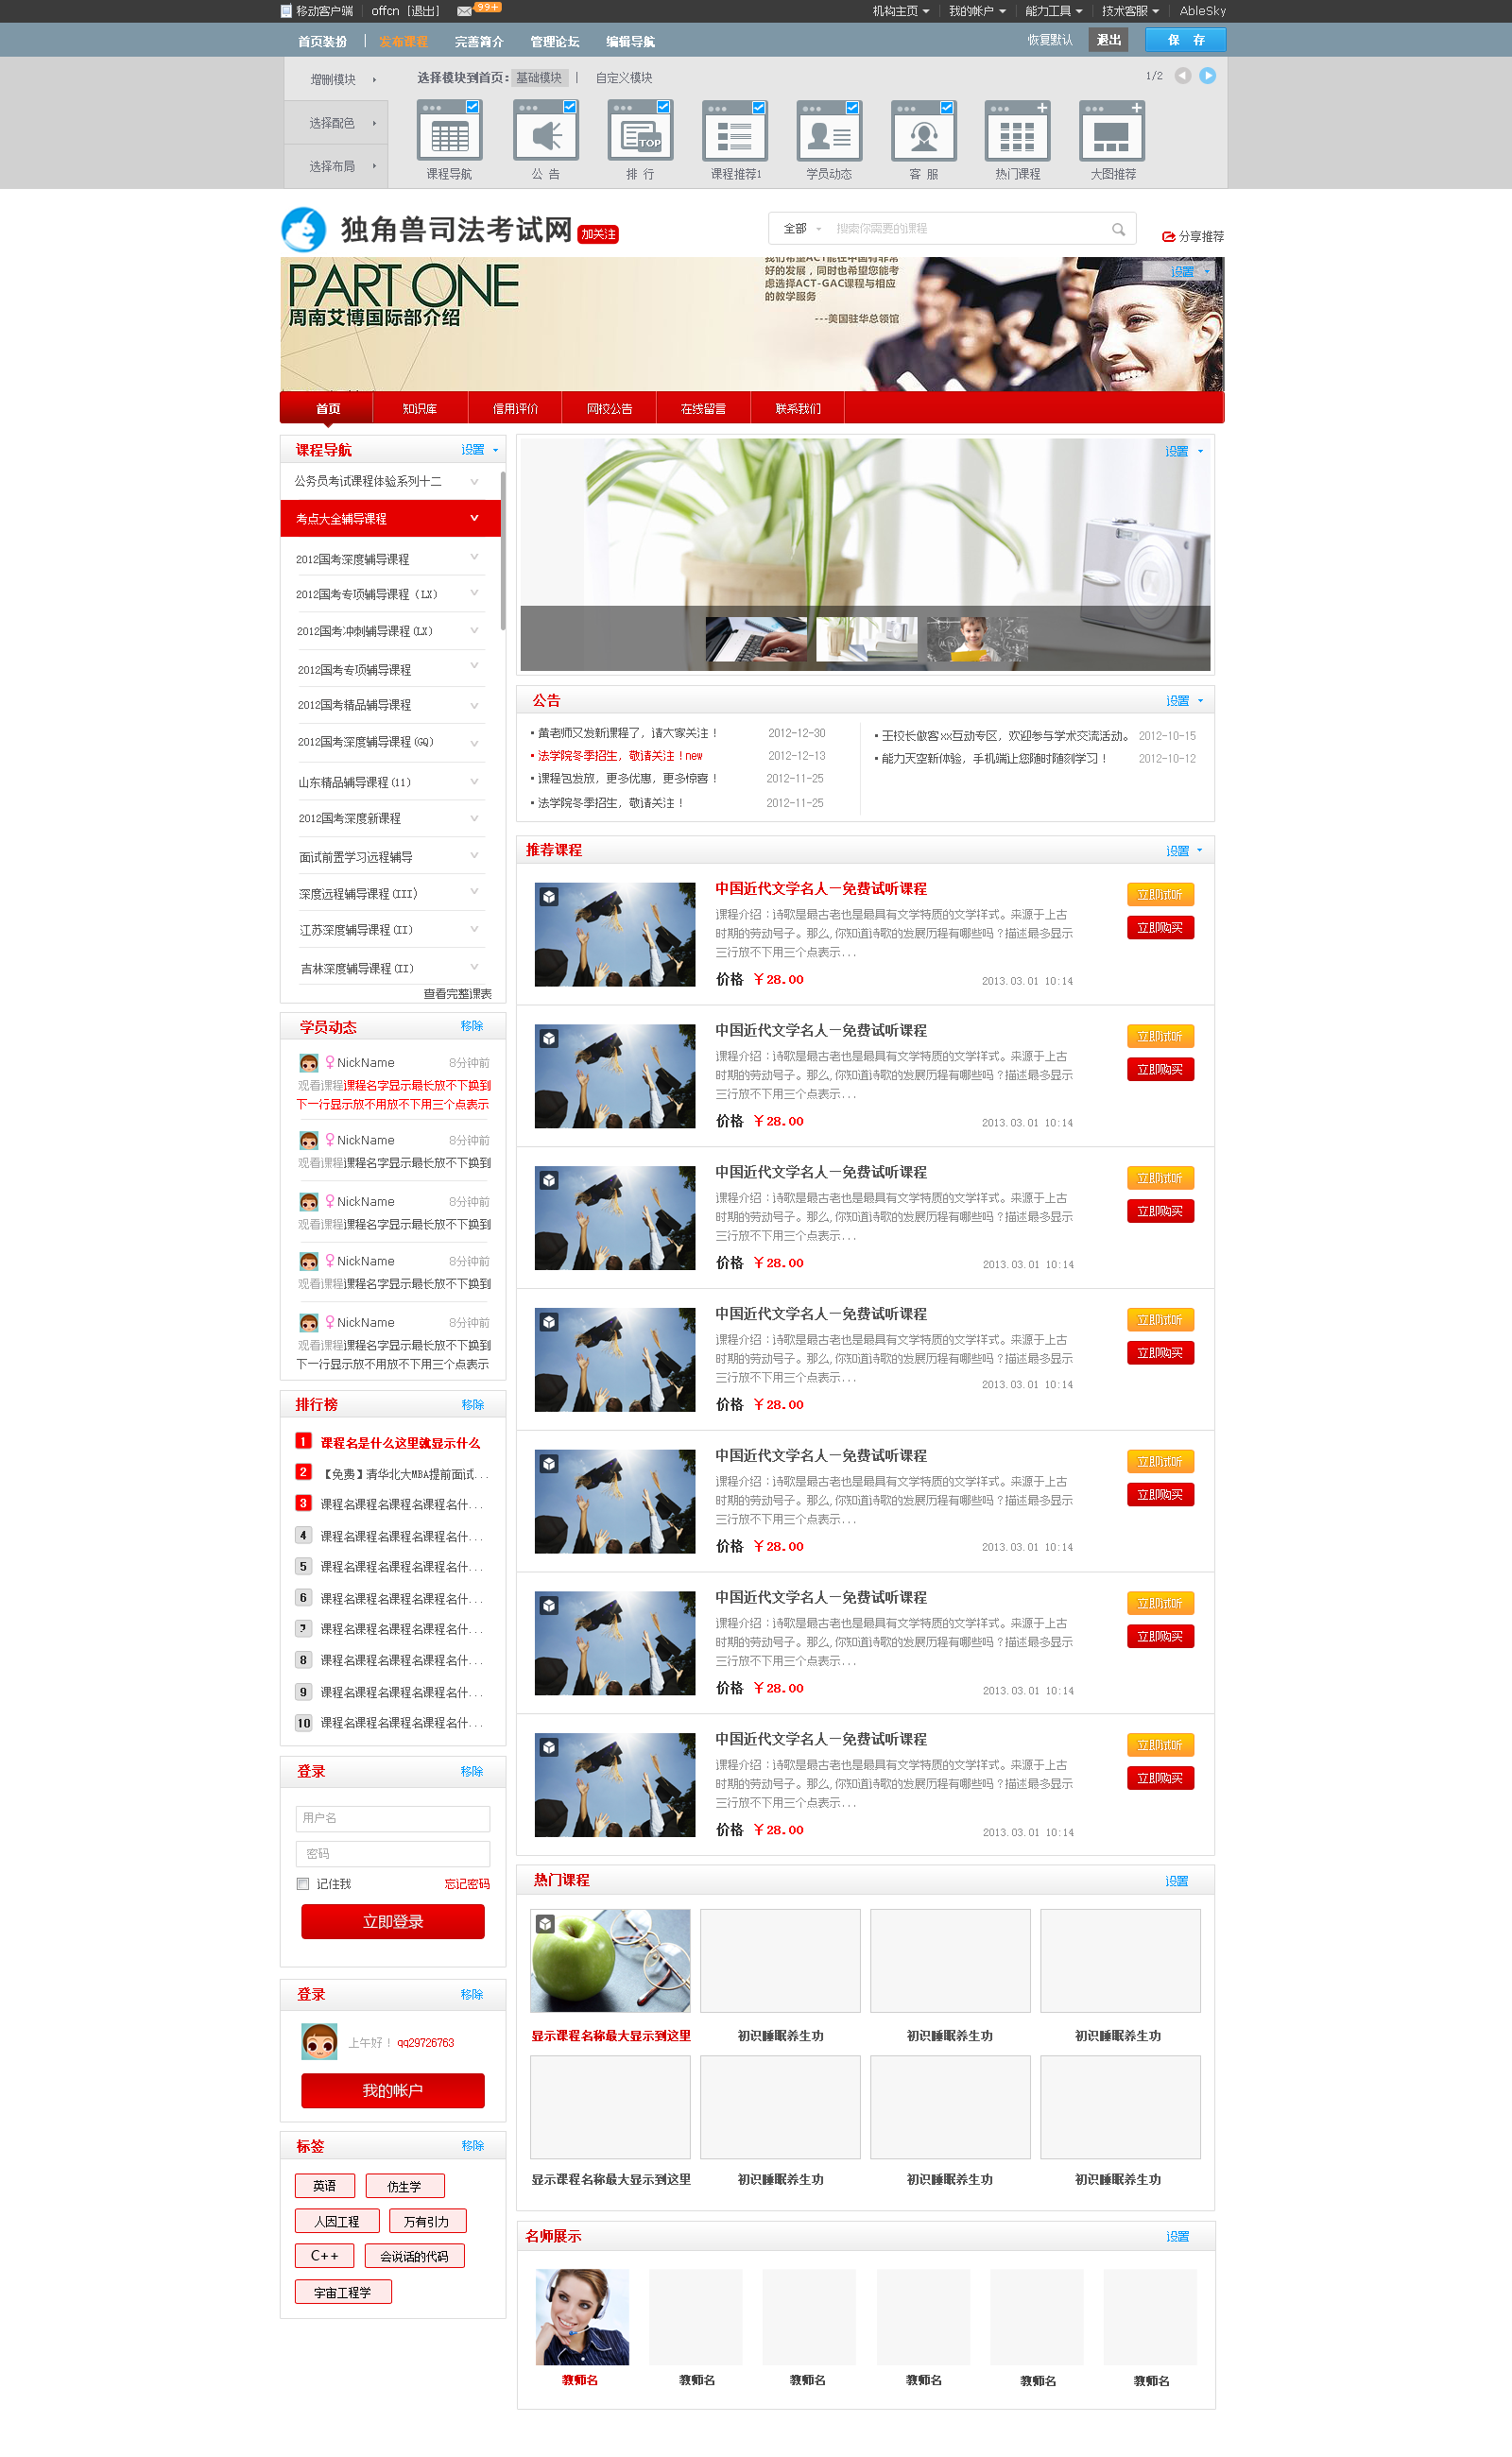 移动客户端 offcn [退出] 99+ 机构主页 我的帐户 能力工具 技术客服 AbleSky
首页装扮 发布课程 完善简介 管理论坛 编辑导航 恢复默认 退出 保 存
增删模块 选择模块到首页: 基础模块 自定义模块 1/2
选择配色
选择布局
TOP
课程导航 公 告 排 行 课程推荐1 学员动态 客 服 热门课程 大图推荐
独角兽司法考试网 加关注 全部 搜索你需要的课程 分享推荐
PART ONE
周南艾博国际部介绍
我们希望ACT能在中国有非常
好的发展，同时也希望您能考
虑选择ACT-GAC课程与相应
的教学服务
---美国驻华总领馆
设置
首页 知识库 信用评价 网校公告 在线留言 联系我们
课程导航 设置
公务员考试课程体验系列十二
考点大全辅导课程
2012国考深度辅导课程
2012国考专项辅导课程（LX）
2012国考冲刺辅导课程(LX)
2012国考专项辅导课程
2012国考精品辅导课程
2012国考深度辅导课程(GQ)
山东精品辅导课程(11)
2012国考深度新课程
面试前置学习远程辅导
深度远程辅导课程(III)
江苏深度辅导课程(II)
吉林深度辅导课程(II)
查看完整课表
学员动态 移除
NickName 8分钟前
观看课程课程名字显示最长放不下换到
下一行显示放不用放不下用三个点表示
NickName 8分钟前
观看课程课程名字显示最长放不下换到
NickName 8分钟前
观看课程课程名字显示最长放不下换到
NickName 8分钟前
观看课程课程名字显示最长放不下换到
NickName 8分钟前
观看课程课程名字显示最长放不下换到
下一行显示放不用放不下用三个点表示
排行榜 移除
1 课程名是什么这里就显示什么
2 【免费】清华北大MBA提前面试...
3 课程名课程名课程名课程名什...
4 课程名课程名课程名课程名什...
5 课程名课程名课程名课程名什...
6 课程名课程名课程名课程名什...
7 课程名课程名课程名课程名什...
8 课程名课程名课程名课程名什...
9 课程名课程名课程名课程名什...
10 课程名课程名课程名课程名什...
登录 移除
用户名
密码
记住我 忘记密码
立即登录
登录 移除
上午好！qq29726763
我的帐户
标签 移除
英语 仿生学
人因工程 万有引力
C++ 会说话的代码
宇宙工程学
设置
公告 设置
黄老师又发新课程了，请大家关注！ 2012-12-30
法学院冬季招生，敬请关注！new 2012-12-13
课程包发放，更多优惠，更多惊喜！ 2012-11-25
法学院冬季招生，敬请关注！ 2012-11-25
王校长做客xx互动专区，欢迎参与学术交流活动。 2012-10-15
能力天空新体验，手机端让您随时随刻学习！ 2012-10-12
推荐课程 设置
中国近代文学名人—免费试听课程 立即试听
课程介绍：诗歌是最古老也是最具有文学特质的文学样式。来源于上古
时期的劳动号子。那么,你知道诗歌的发展历程有哪些吗？描述最多显示 立即购买
三行放不下用三个点表示...
价格 ￥28.00 2013.03.01 10:14
中国近代文学名人—免费试听课程 立即试听
课程介绍：诗歌是最古老也是最具有文学特质的文学样式。来源于上古
时期的劳动号子。那么,你知道诗歌的发展历程有哪些吗？描述最多显示 立即购买
三行放不下用三个点表示...
价格 ￥28.00 2013.03.01 10:14
中国近代文学名人—免费试听课程 立即试听
课程介绍：诗歌是最古老也是最具有文学特质的文学样式。来源于上古
时期的劳动号子。那么,你知道诗歌的发展历程有哪些吗？描述最多显示 立即购买
三行放不下用三个点表示...
价格 ￥28.00 2013.03.01 10:14
中国近代文学名人—免费试听课程 立即试听
课程介绍：诗歌是最古老也是最具有文学特质的文学样式。来源于上古
时期的劳动号子。那么,你知道诗歌的发展历程有哪些吗？描述最多显示 立即购买
三行放不下用三个点表示... 2013.03.01 10:14
价格 ￥28.00
中国近代文学名人—免费试听课程 立即试听
课程介绍：诗歌是最古老也是最具有文学特质的文学样式。来源于上古
时期的劳动号子。那么,你知道诗歌的发展历程有哪些吗？描述最多显示 立即购买
三行放不下用三个点表示...
价格 ￥28.00 2013.03.01 10:14
中国近代文学名人—免费试听课程 立即试听
课程介绍：诗歌是最古老也是最具有文学特质的文学样式。来源于上古
时期的劳动号子。那么,你知道诗歌的发展历程有哪些吗？描述最多显示 立即购买
三行放不下用三个点表示...
价格 ￥28.00 2013.03.01 10:14
中国近代文学名人—免费试听课程 立即试听
课程介绍：诗歌是最古老也是最具有文学特质的文学样式。来源于上古
时期的劳动号子。那么,你知道诗歌的发展历程有哪些吗？描述最多显示 立即购买
三行放不下用三个点表示...
价格 ￥28.00 2013.03.01 10:14
热门课程 设置
显示课程名称最大显示到这里 初识睡眠养生功 初识睡眠养生功 初识睡眠养生功
显示课程名称最大显示到这里 初识睡眠养生功 初识睡眠养生功 初识睡眠养生功
名师展示 设置
教师名 教师名 教师名 教师名 教师名 教师名